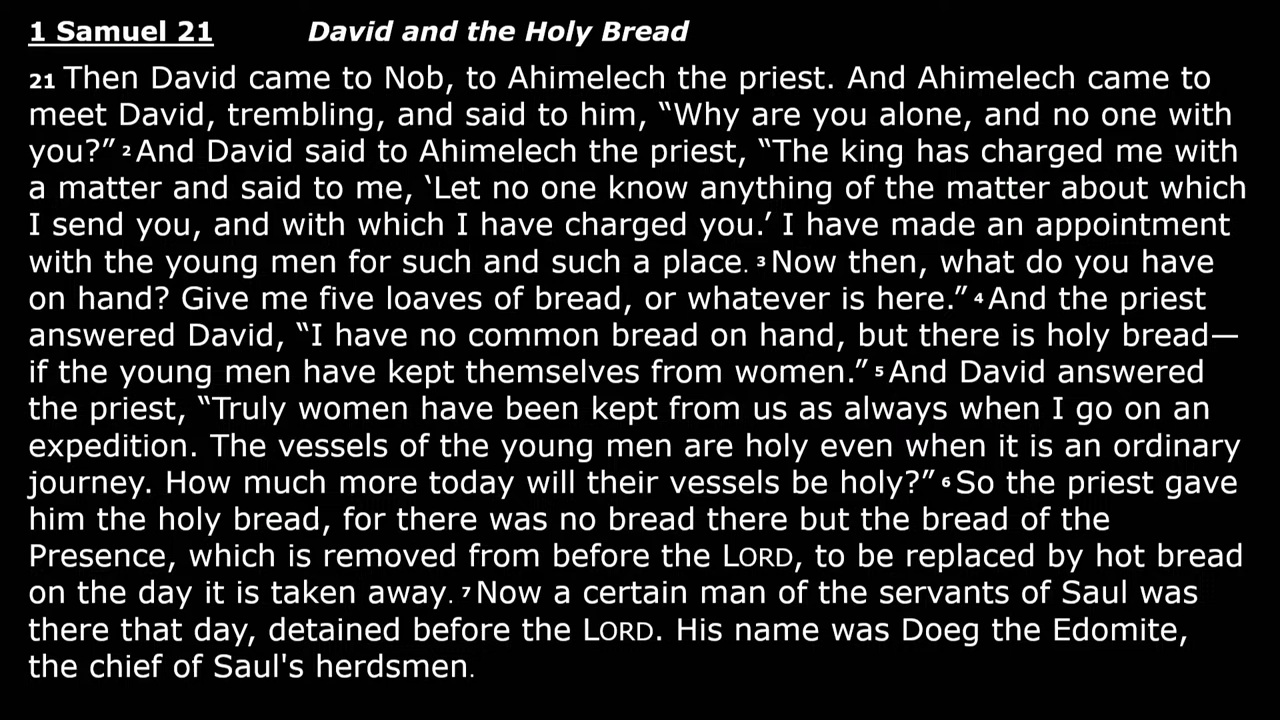 1 Samuel 21 David and the Holy Bread
21 Then David came to Nob, to Ahimelech the priest. And Ahimelech came to
meet David, trembling, and said to him, “Why are you alone, and no one with
you?” 2 And David said to Ahimelech the priest, “The king has charged me with
a matter and said to me, ‘Let no one know anything of the matter about which
I send you, and with which I have charged you.’ I have made an appointment
with the young men for such and such a place. 3 Now then, what do you have
on hand? Give me five loaves of bread, or whatever is here.” 4 And the priest
answered David, “I have no common bread on hand, but there is holy bread—
if the young men have kept themselves from women.” 5 And David answered
the priest, “Truly women have been kept from us as always when I go on an
expedition. The vessels of the young men are holy even when it is an ordinary
journey. How much more today will their vessels be holy?” 6 So the priest gave
him the holy bread, for there was no bread there but the bread of the
Presence, which is removed from before the LORD, to be replaced by hot bread
on the day it is taken away. 7 Now a certain man of the servants of Saul was
there that day, detained before the LORD. His name was Doeg the Edomite,
the chief of Saul's herdsmen.